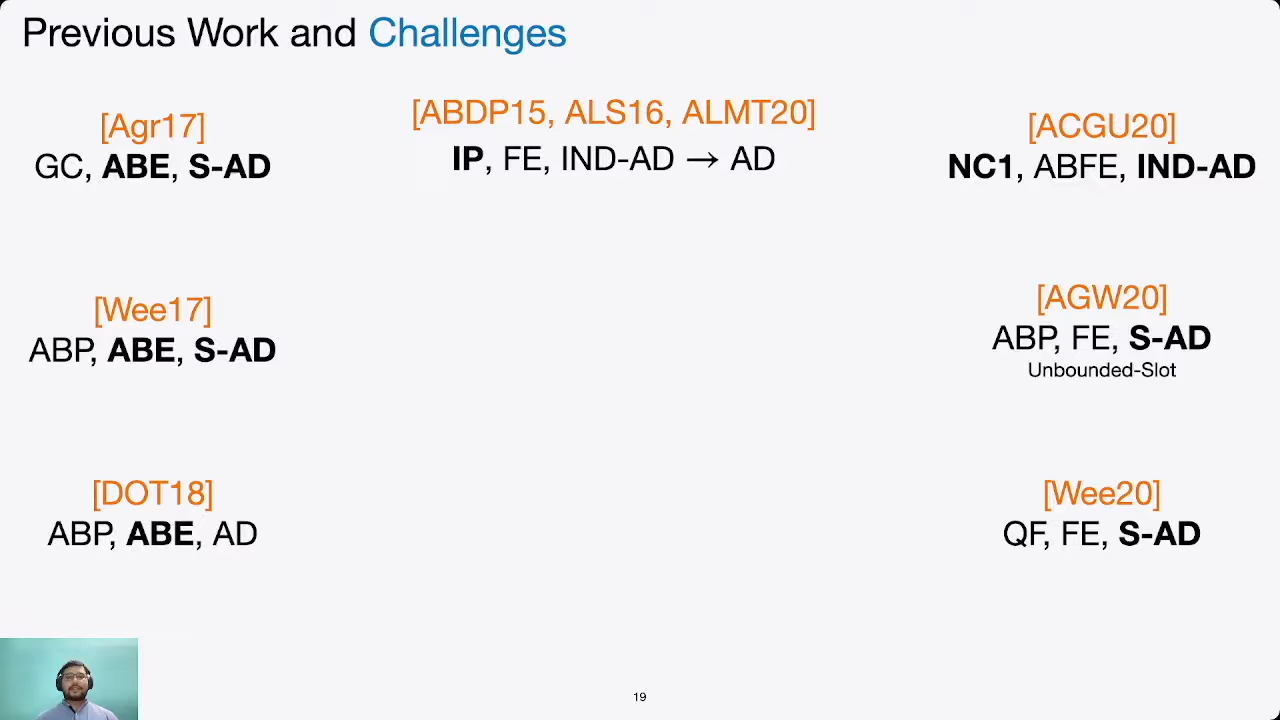 Previous Work and Challenges
[Agr17]
GC, ABE, S-AD
[ABDP15, ALS16, ALMT20]
IP, FE, IND-AD → AD
[ACGU20]
NC1, ABFE, IND-AD
[Wee17]
ABP, ABE, S-AD
[AGW20]
ABP, FE, S-AD
Unbounded-Slot
[DOT18]
ABP, ABE, AD
[Wee20]
QF, FE, S-AD
19